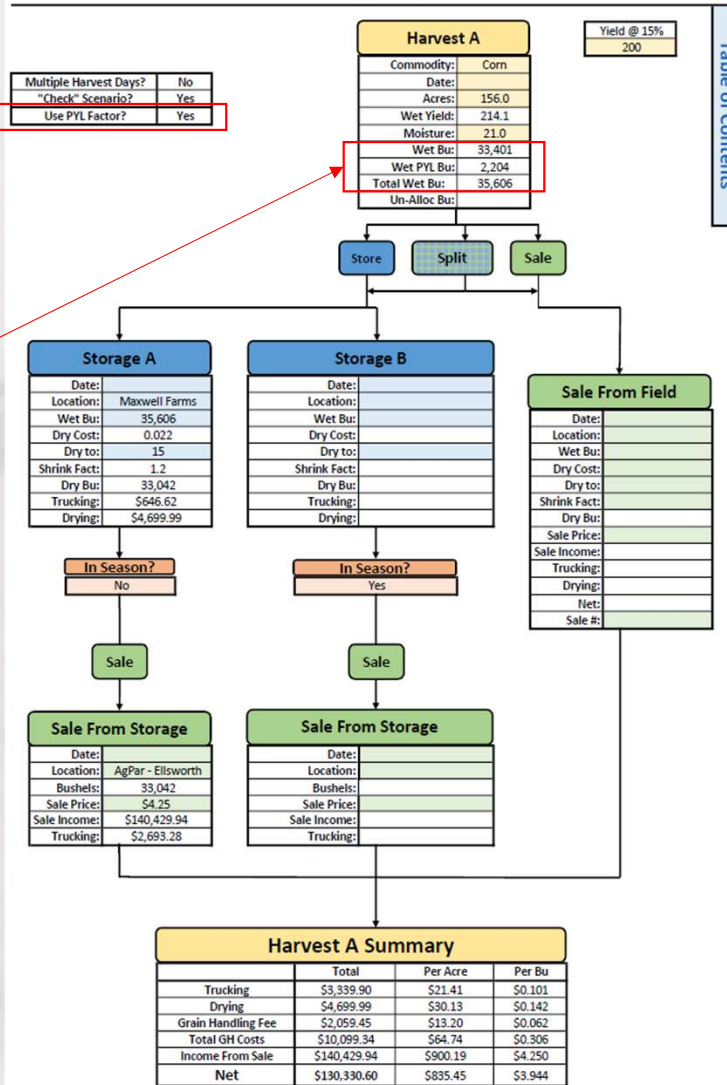 Harvest A
Commodity: Corn
Date:
Acres: 156.0
Wet Yield: 214.1
Moisture: 21.0
Wet Bu: 33,401
Wet PYL Bu: 2,204
Total Wet Bu: 35,606
Un-Alloc Bu:
Yield @ 15%
200
Table of Contents
Multiple Harvest Days? No
"Check" Scenario? Yes
Use PYL Factor? Yes
Store
Split
Sale
Storage A
Date:
Location: Maxwell Farms
Wet Bu: 35,606
Dry Cost: 0.022
Dry to: 15
Shrink Fact: 1.2
Dry Bu: 33,042
Trucking: $646.62
Drying: $4,699.99
Storage B
Date:
Location:
Wet Bu:
Dry Cost:
Dry to:
Shrink Fact:
Dry Bu:
Trucking:
Drying:
Sale From Field
Date:
Location:
Wet Bu:
Dry Cost:
Dry to:
Shrink Fact:
Dry Bu:
Sale Price:
Sale Income:
Trucking:
Drying:
Net:
Sale #:
In Season?
No
In Season?
Yes
Sale
Sale
Sale From Storage
Date:
Location: AgPar - Ellsworth
Bushels: 33,042
Sale Price: $4.25
Sale Income: $140,429.94
Trucking: $2,693.28
Sale From Storage
Date:
Location:
Bushels:
Sale Price:
Sale Income:
Trucking:
Harvest A Summary
Total Per Acre Per Bu
Trucking $3,339.90 $21.41 $0.101
Drying $4,699.99 $30.13 $0.142
Grain Handling Fee $2,059.45 $13.20 $0.062
Total GH Costs $10,099.34 $64.74 $0.306
Income From Sale $140,429.94 $900.19 $4.250
Net $130,330.60 $835.45 $3.944